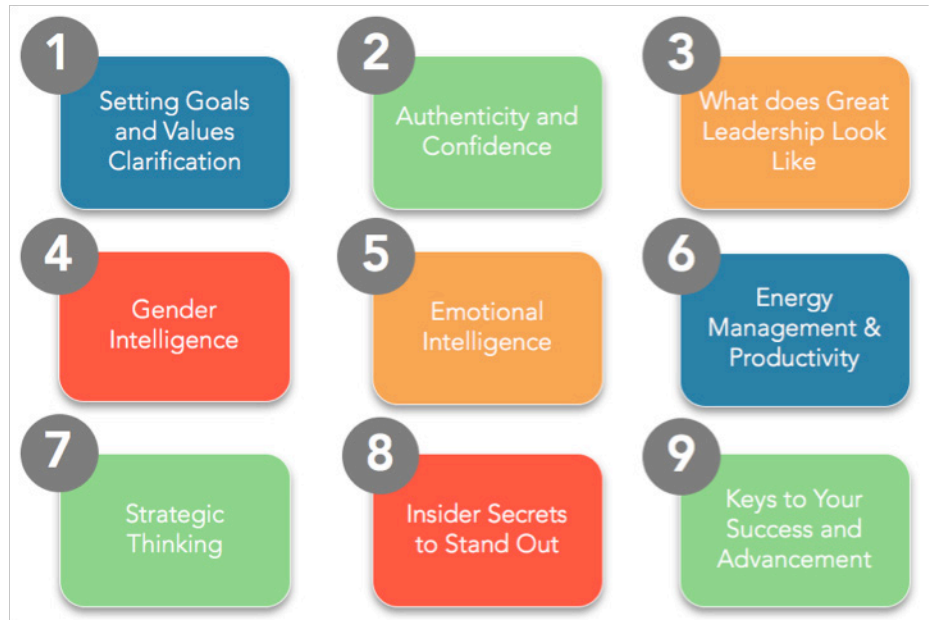 1
Setting Goals
and Values
Clarification
2
Authenticity and
Confidence
3
What does Great
Leadership Look
Like
4
Gender
Intelligence
5
Emotional
Intelligence
6
Energy
Management &
Productivity
7
Strategic
Thinking
8
Insider Secrets
to Stand Out
9
Keys to Your
Success and
Advancement